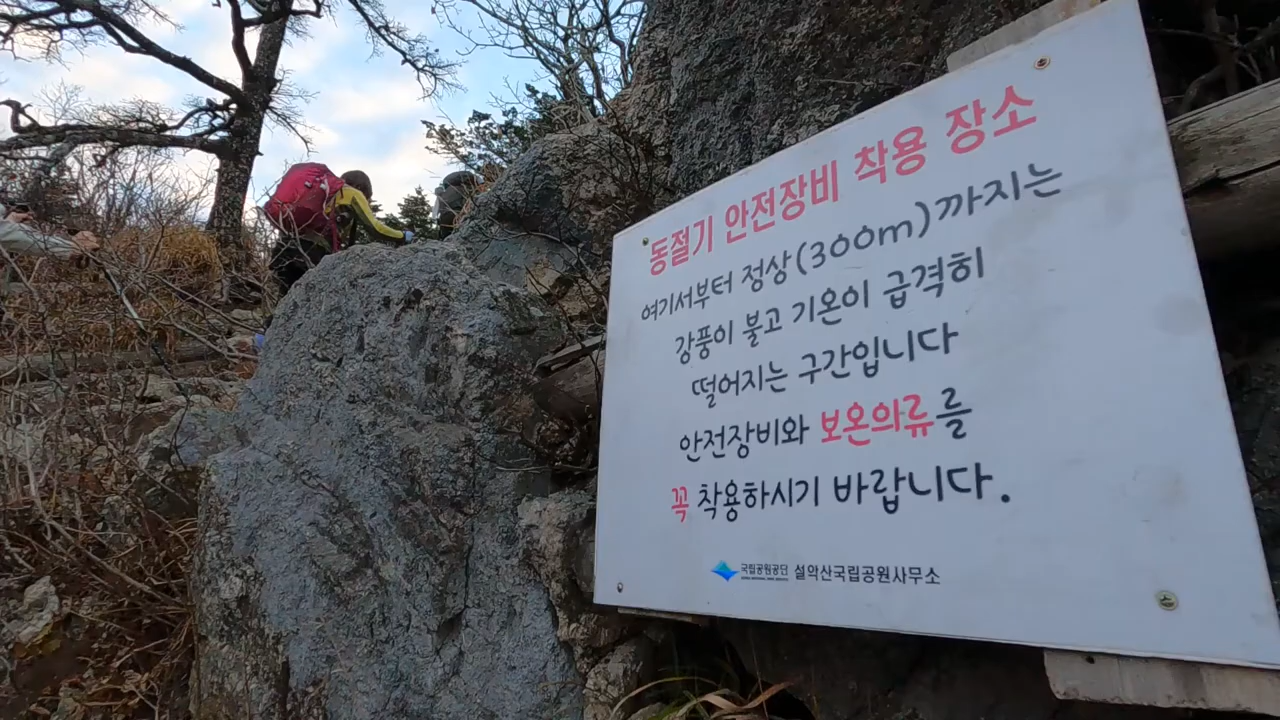 동절기 안전장비 착용 장소
여기서부터 정상(300m)까지는
강풍이 불고 기온이 급격히
떨어지는 구간입니다
안전장비와 보온의류를
꼭 착용하시기 바랍니다.
국립공원공단 설악산국립공원사무소